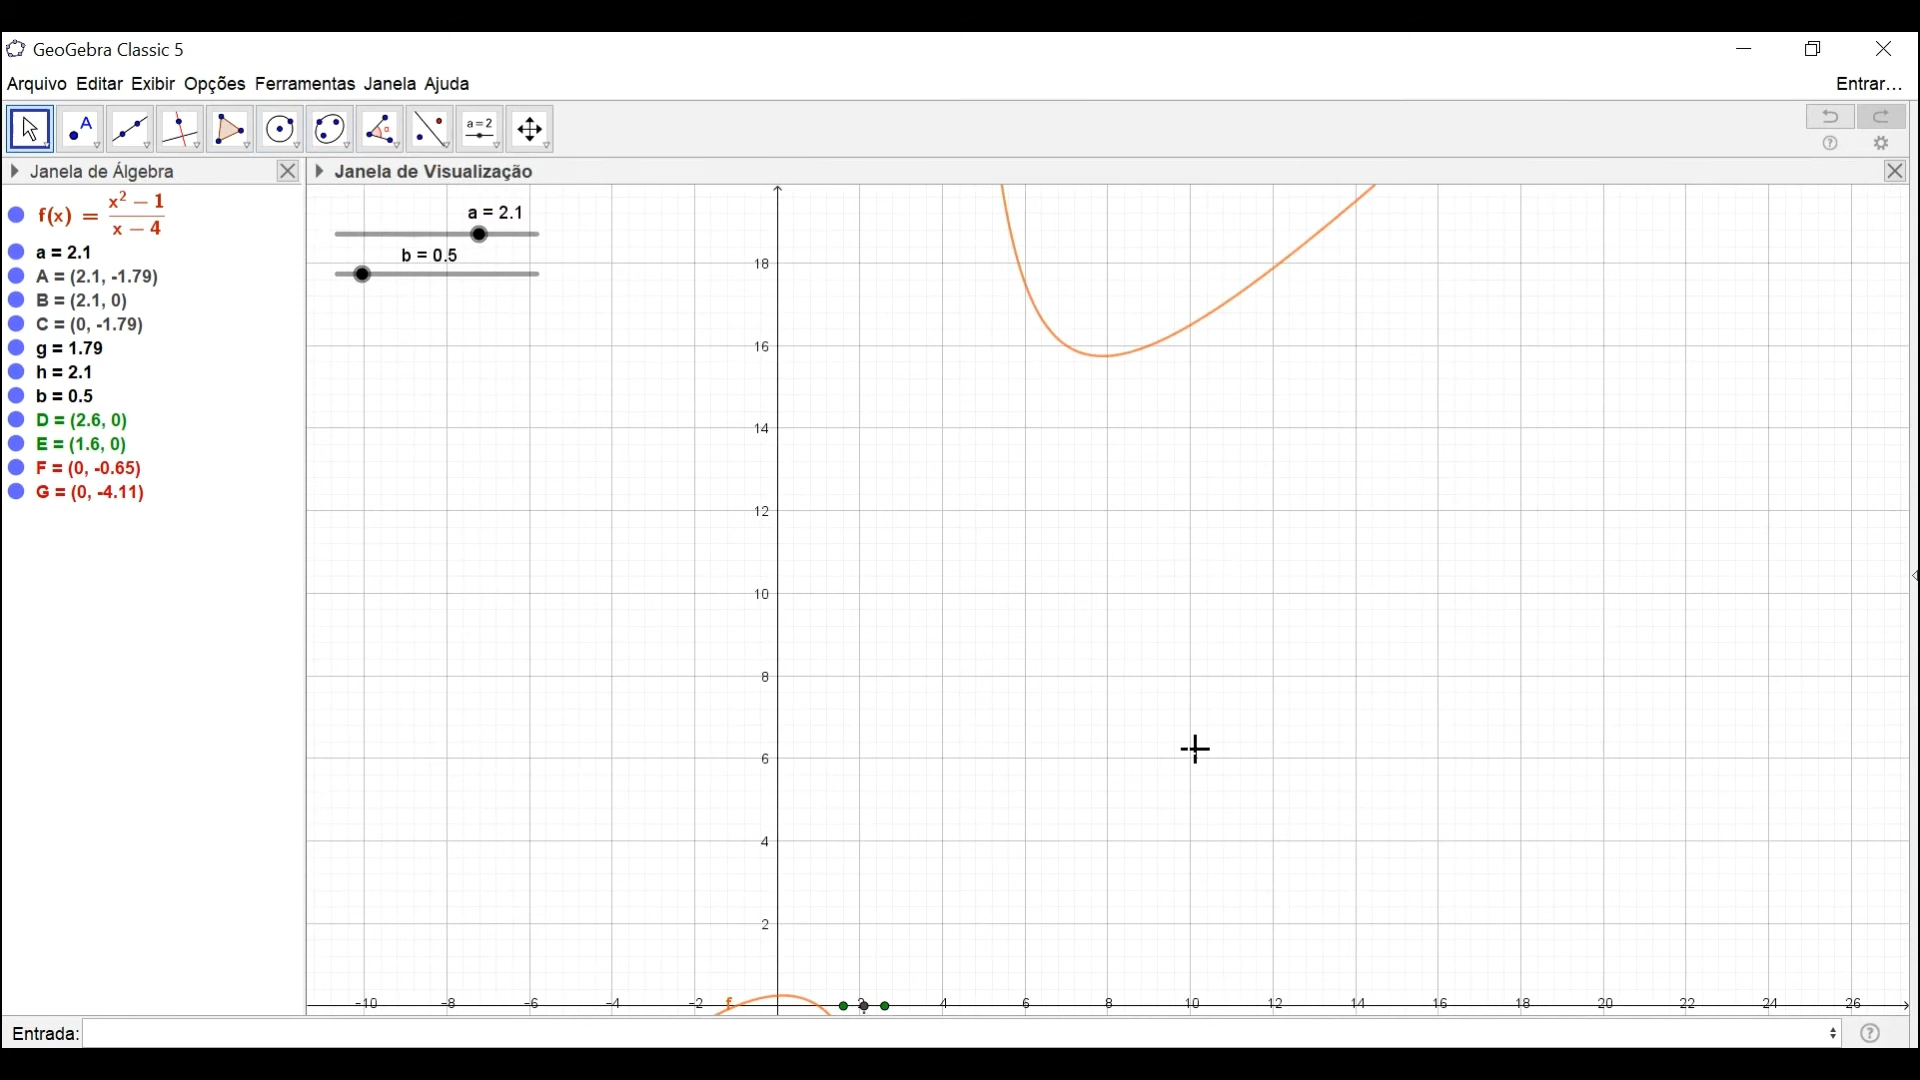 GeoGebra Classic 5
Arquivo Editar Exibir Opções Ferramentas Janela Ajuda
Entrar…
A
α
a=2
Janela de Álgebra
Janela de Visualização
f(x) = (x² − 1)/(x − 4)
a = 2.1
A = (2.1, -1.79)
B = (2.1, 0)
C = (0, -1.79)
g = 1.79
h = 2.1
b = 0.5
D = (2.6, 0)
E = (1.6, 0)
F = (0, -0.65)
G = (0, -4.11)
a = 2.1
b = 0.5
18
16
14
12
10
8
6
4
2
f
-10 -8 -6 -4 -2 2 4 6 8 10 12 14 16 18 20 22 24 26
Entrada: